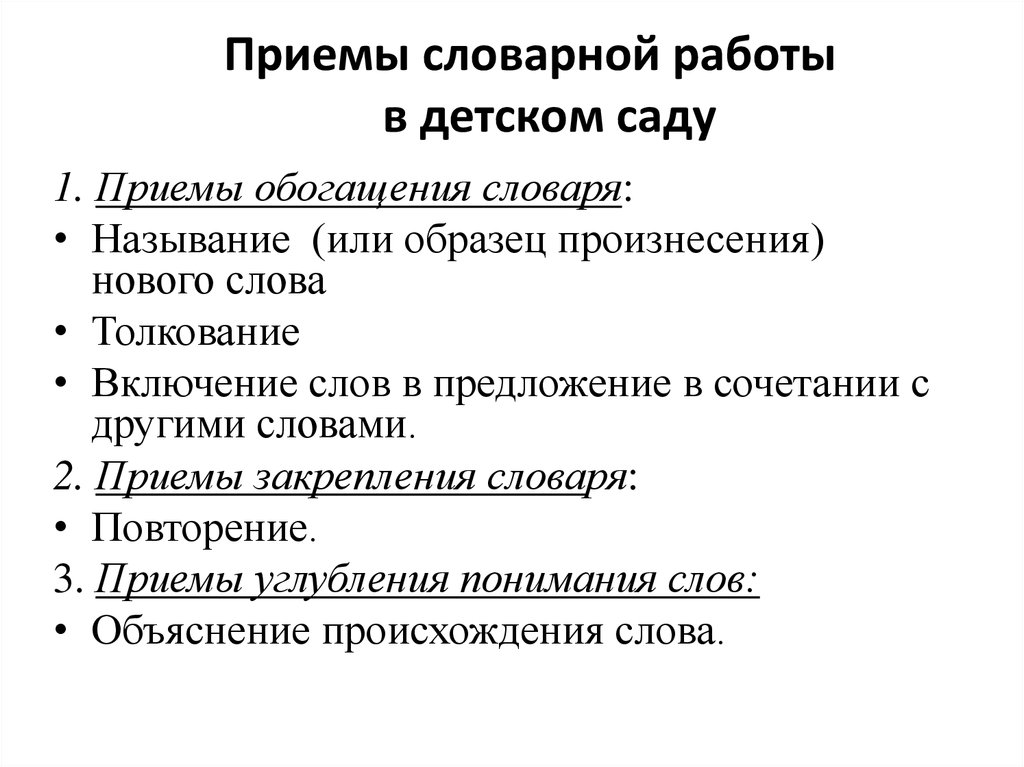 Приемы словарной работы
в детском саду
1. Приемы обогащения словаря:
• Называние (или образец произнесения)
нового слова
• Толкование
• Включение слов в предложение в сочетании с
другими словами.
2. Приемы закрепления словаря:
• Повторение.
3. Приемы углубления понимания слов:
• Объяснение происхождения слова.